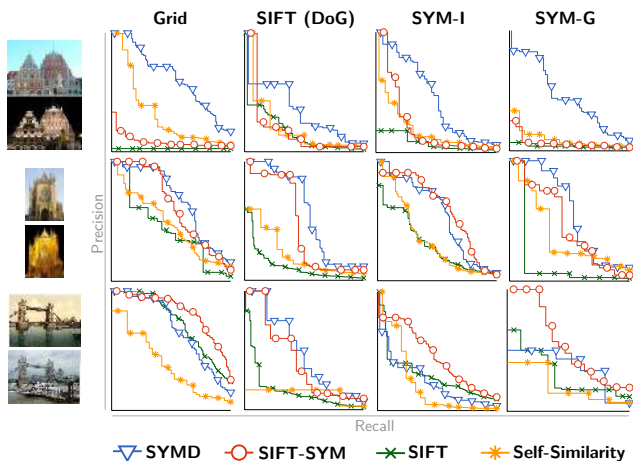 Grid SIFT (DoG) SYM-I SYM-G
Precision
Recall
SYMD SIFT-SYM SIFT Self-Similarity